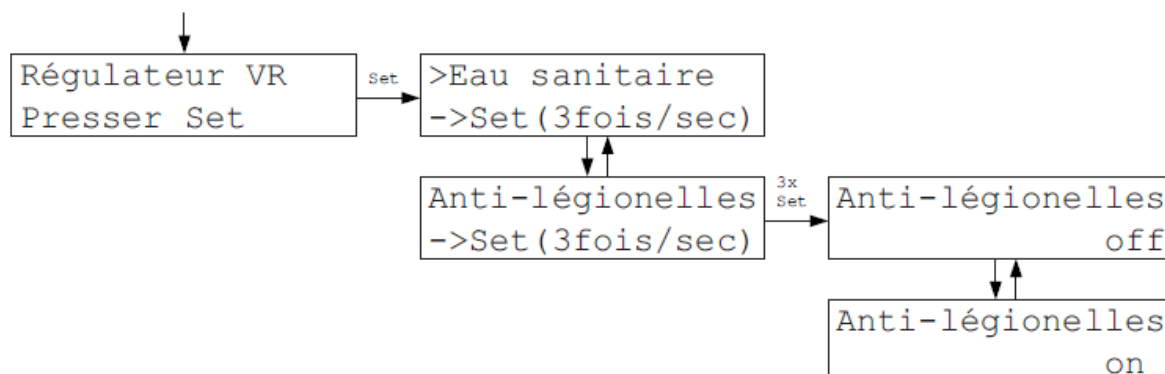 Régulateur VR
Presser Set
Set
>Eau sanitaire
->Set(3fois/sec)
Anti-légionelles
->Set(3fois/sec)
3x
Set
Anti-légionelles
off
Anti-légionelles
on